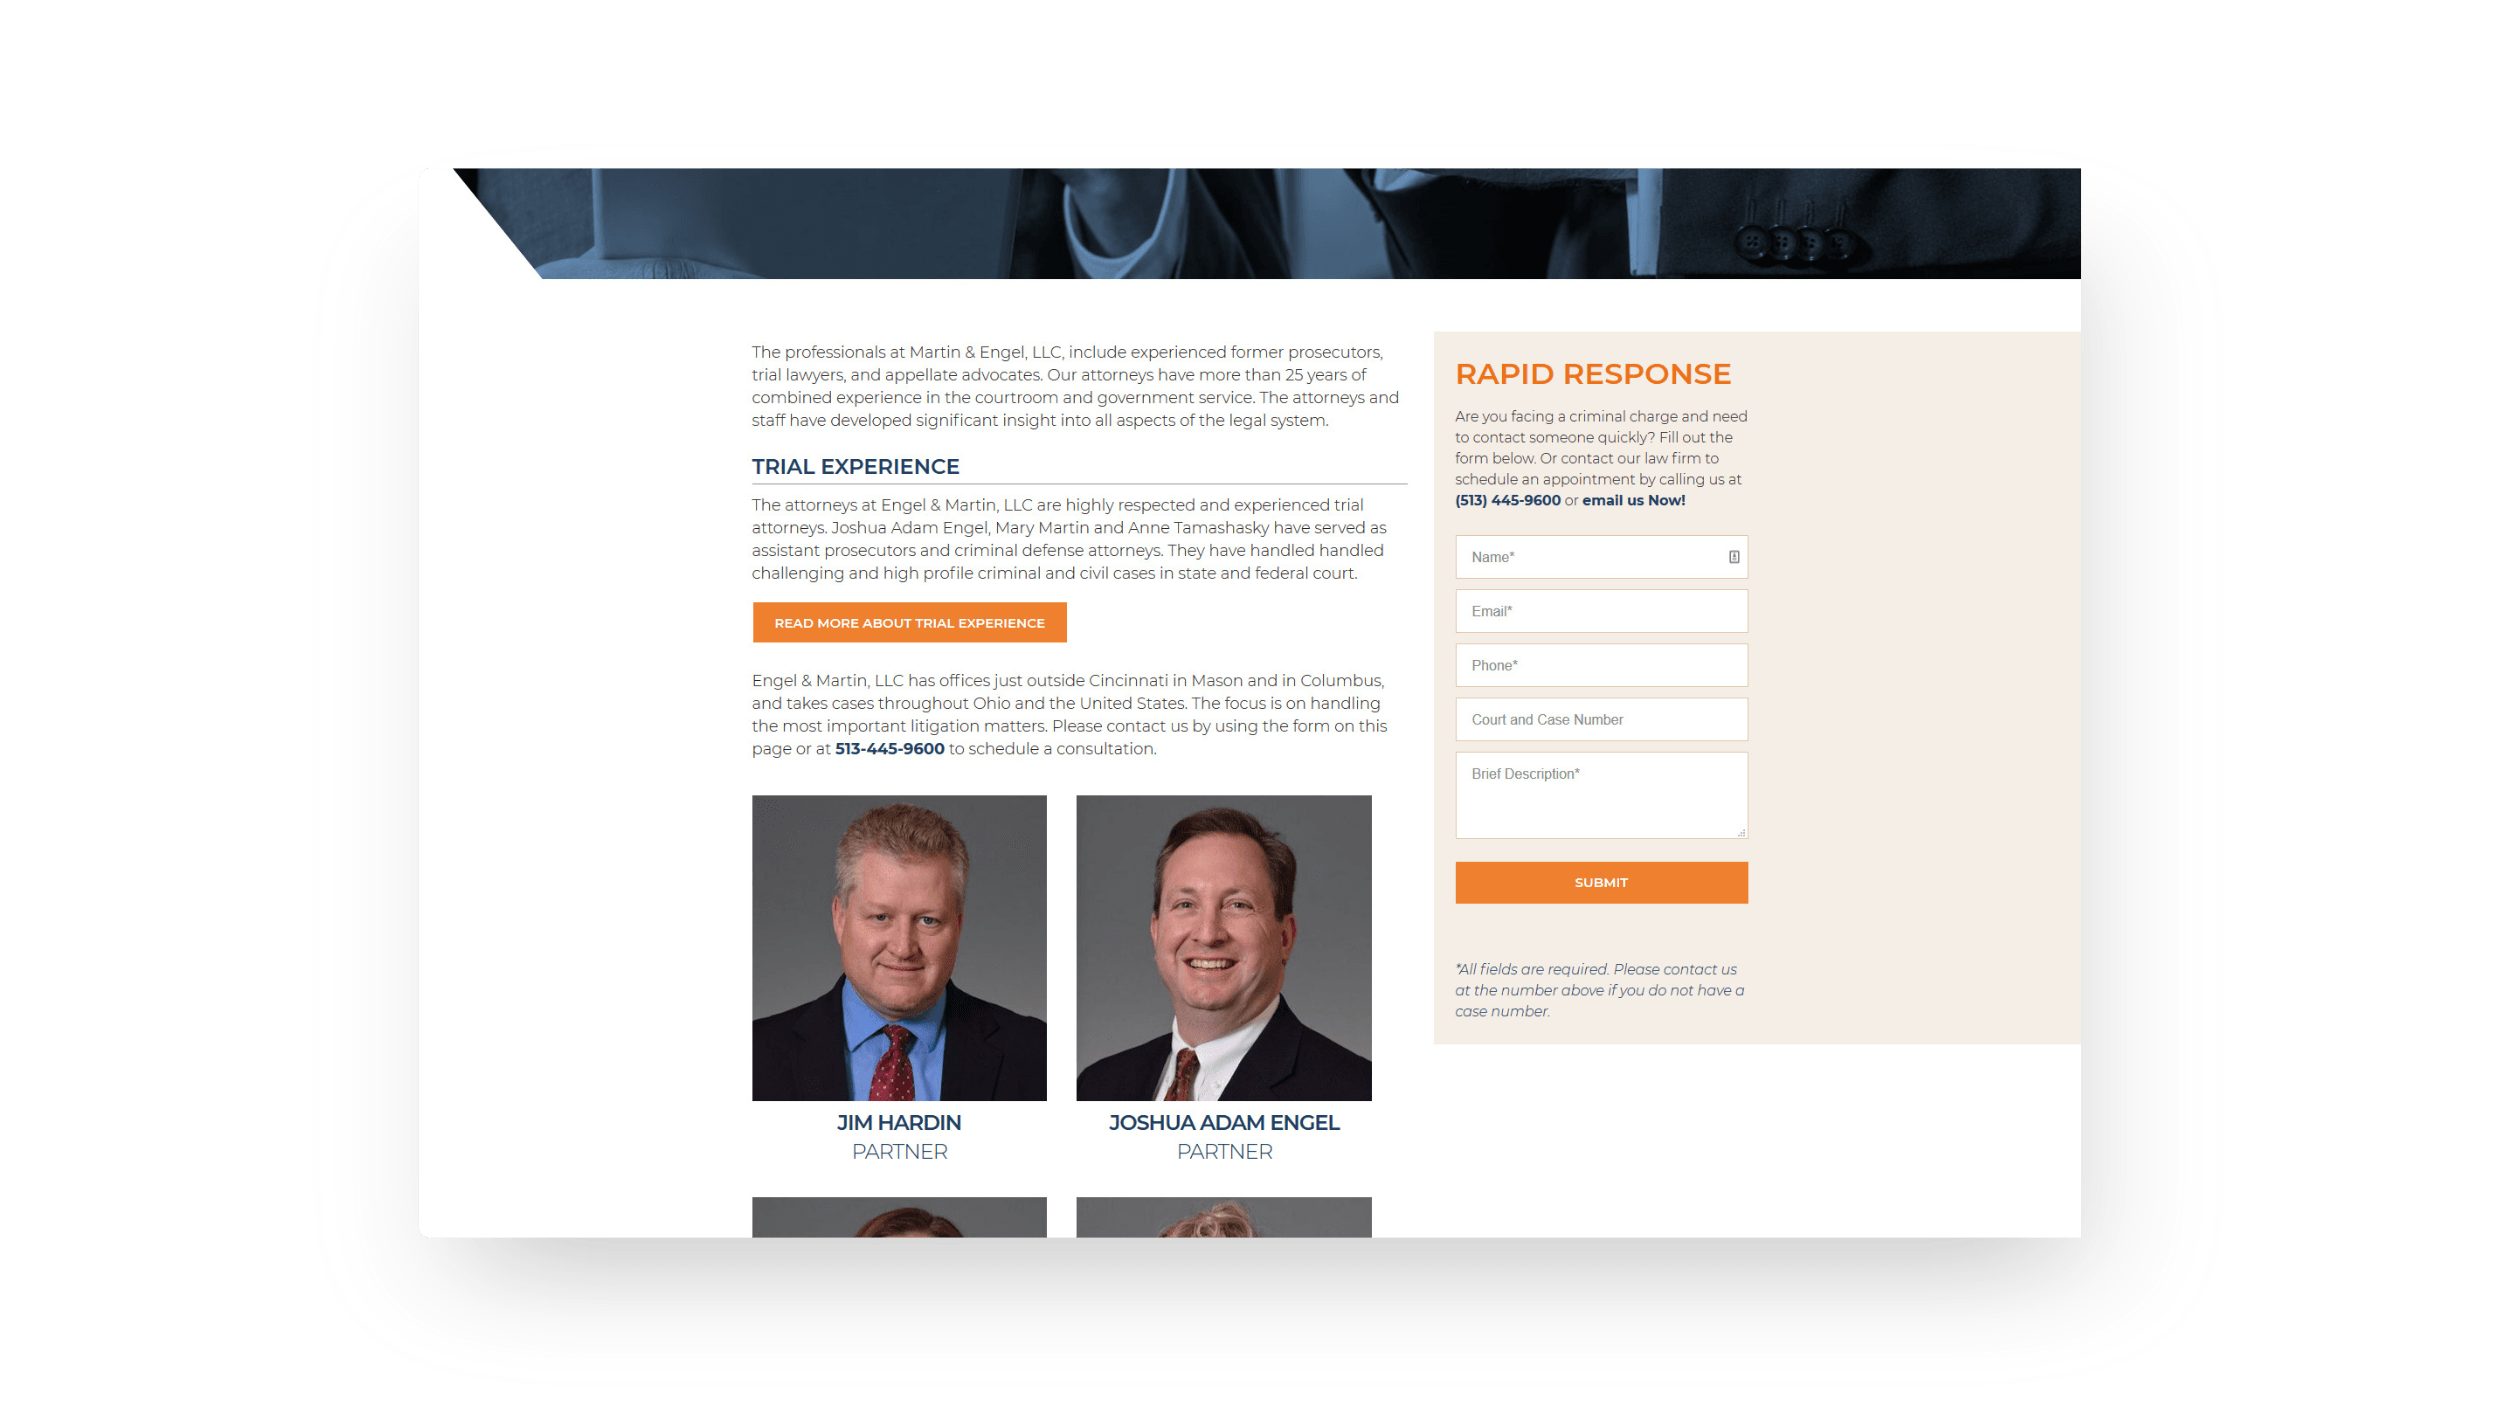 The professionals at Martin & Engel, LLC, include experienced former prosecutors,
trial lawyers, and appellate advocates. Our attorneys have more than 25 years of
combined experience in the courtroom and government service. The attorneys and
staff have developed significant insight into all aspects of the legal system.
TRIAL EXPERIENCE
The attorneys at Engel & Martin, LLC are highly respected and experienced trial
attorneys. Joshua Adam Engel, Mary Martin and Anne Tamashasky have served as
assistant prosecutors and criminal defense attorneys. They have handled handled
challenging and high profile criminal and civil cases in state and federal court.
READ MORE ABOUT TRIAL EXPERIENCE
Engel & Martin, LLC has offices just outside Cincinnati in Mason and in Columbus,
and takes cases throughout Ohio and the United States. The focus is on handling
the most important litigation matters. Please contact us by using the form on this
page or at 513-445-9600 to schedule a consultation.
JIM HARDIN
PARTNER
JOSHUA ADAM ENGEL
PARTNER
RAPID RESPONSE
Are you facing a criminal charge and need
to contact someone quickly? Fill out the
form below. Or contact our law firm to
schedule an appointment by calling us at
(513) 445-9600 or email us Now!
Name*
Email*
Phone*
Court and Case Number
Brief Description*
SUBMIT
*All fields are required. Please contact us
at the number above if you do not have a
case number.